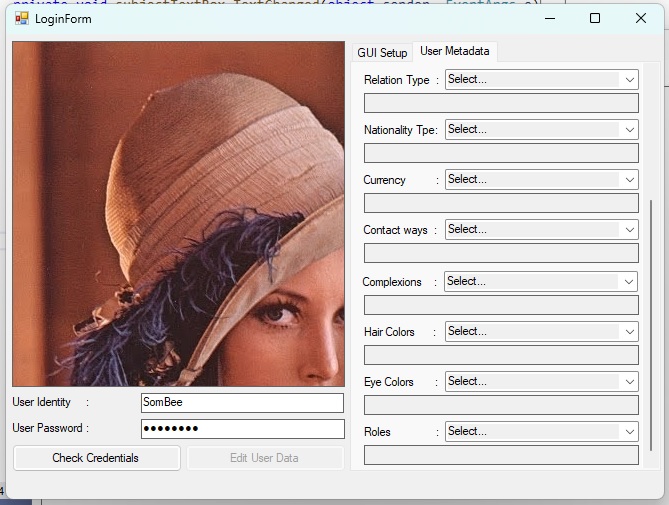 private void subjectTextBox_TextChanged(object sender, EventArgs e)
LoginForm
GUI Setup User Metadata
Relation Type : Select...
Nationality Tpe: Select...
Currency : Select...
Contact ways : Select...
Complexions : Select...
Hair Colors : Select...
Eye Colors : Select...
Roles : Select...
User Identity : SomBee
User Password : ●●●●●●●●
Check Credentials Edit User Data
4